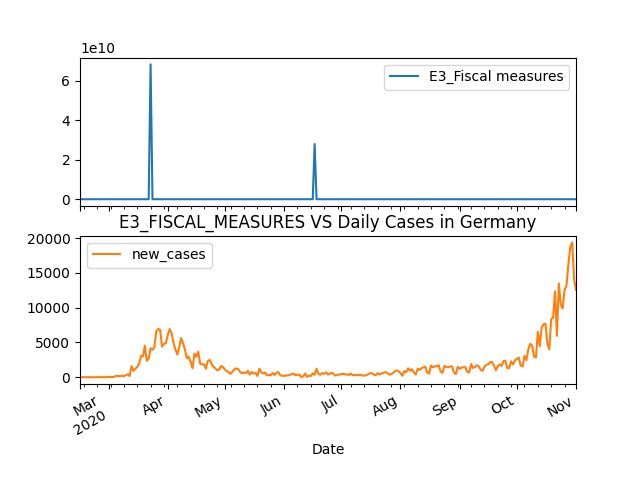 1e10
E3_Fiscal measures
6
4
2
0
E3_FISCAL_MEASURES VS Daily Cases in Germany
new_cases
20000
15000
10000
5000
0
Mar Apr May Jun Jul Aug Sep Oct Nov
2020
Date